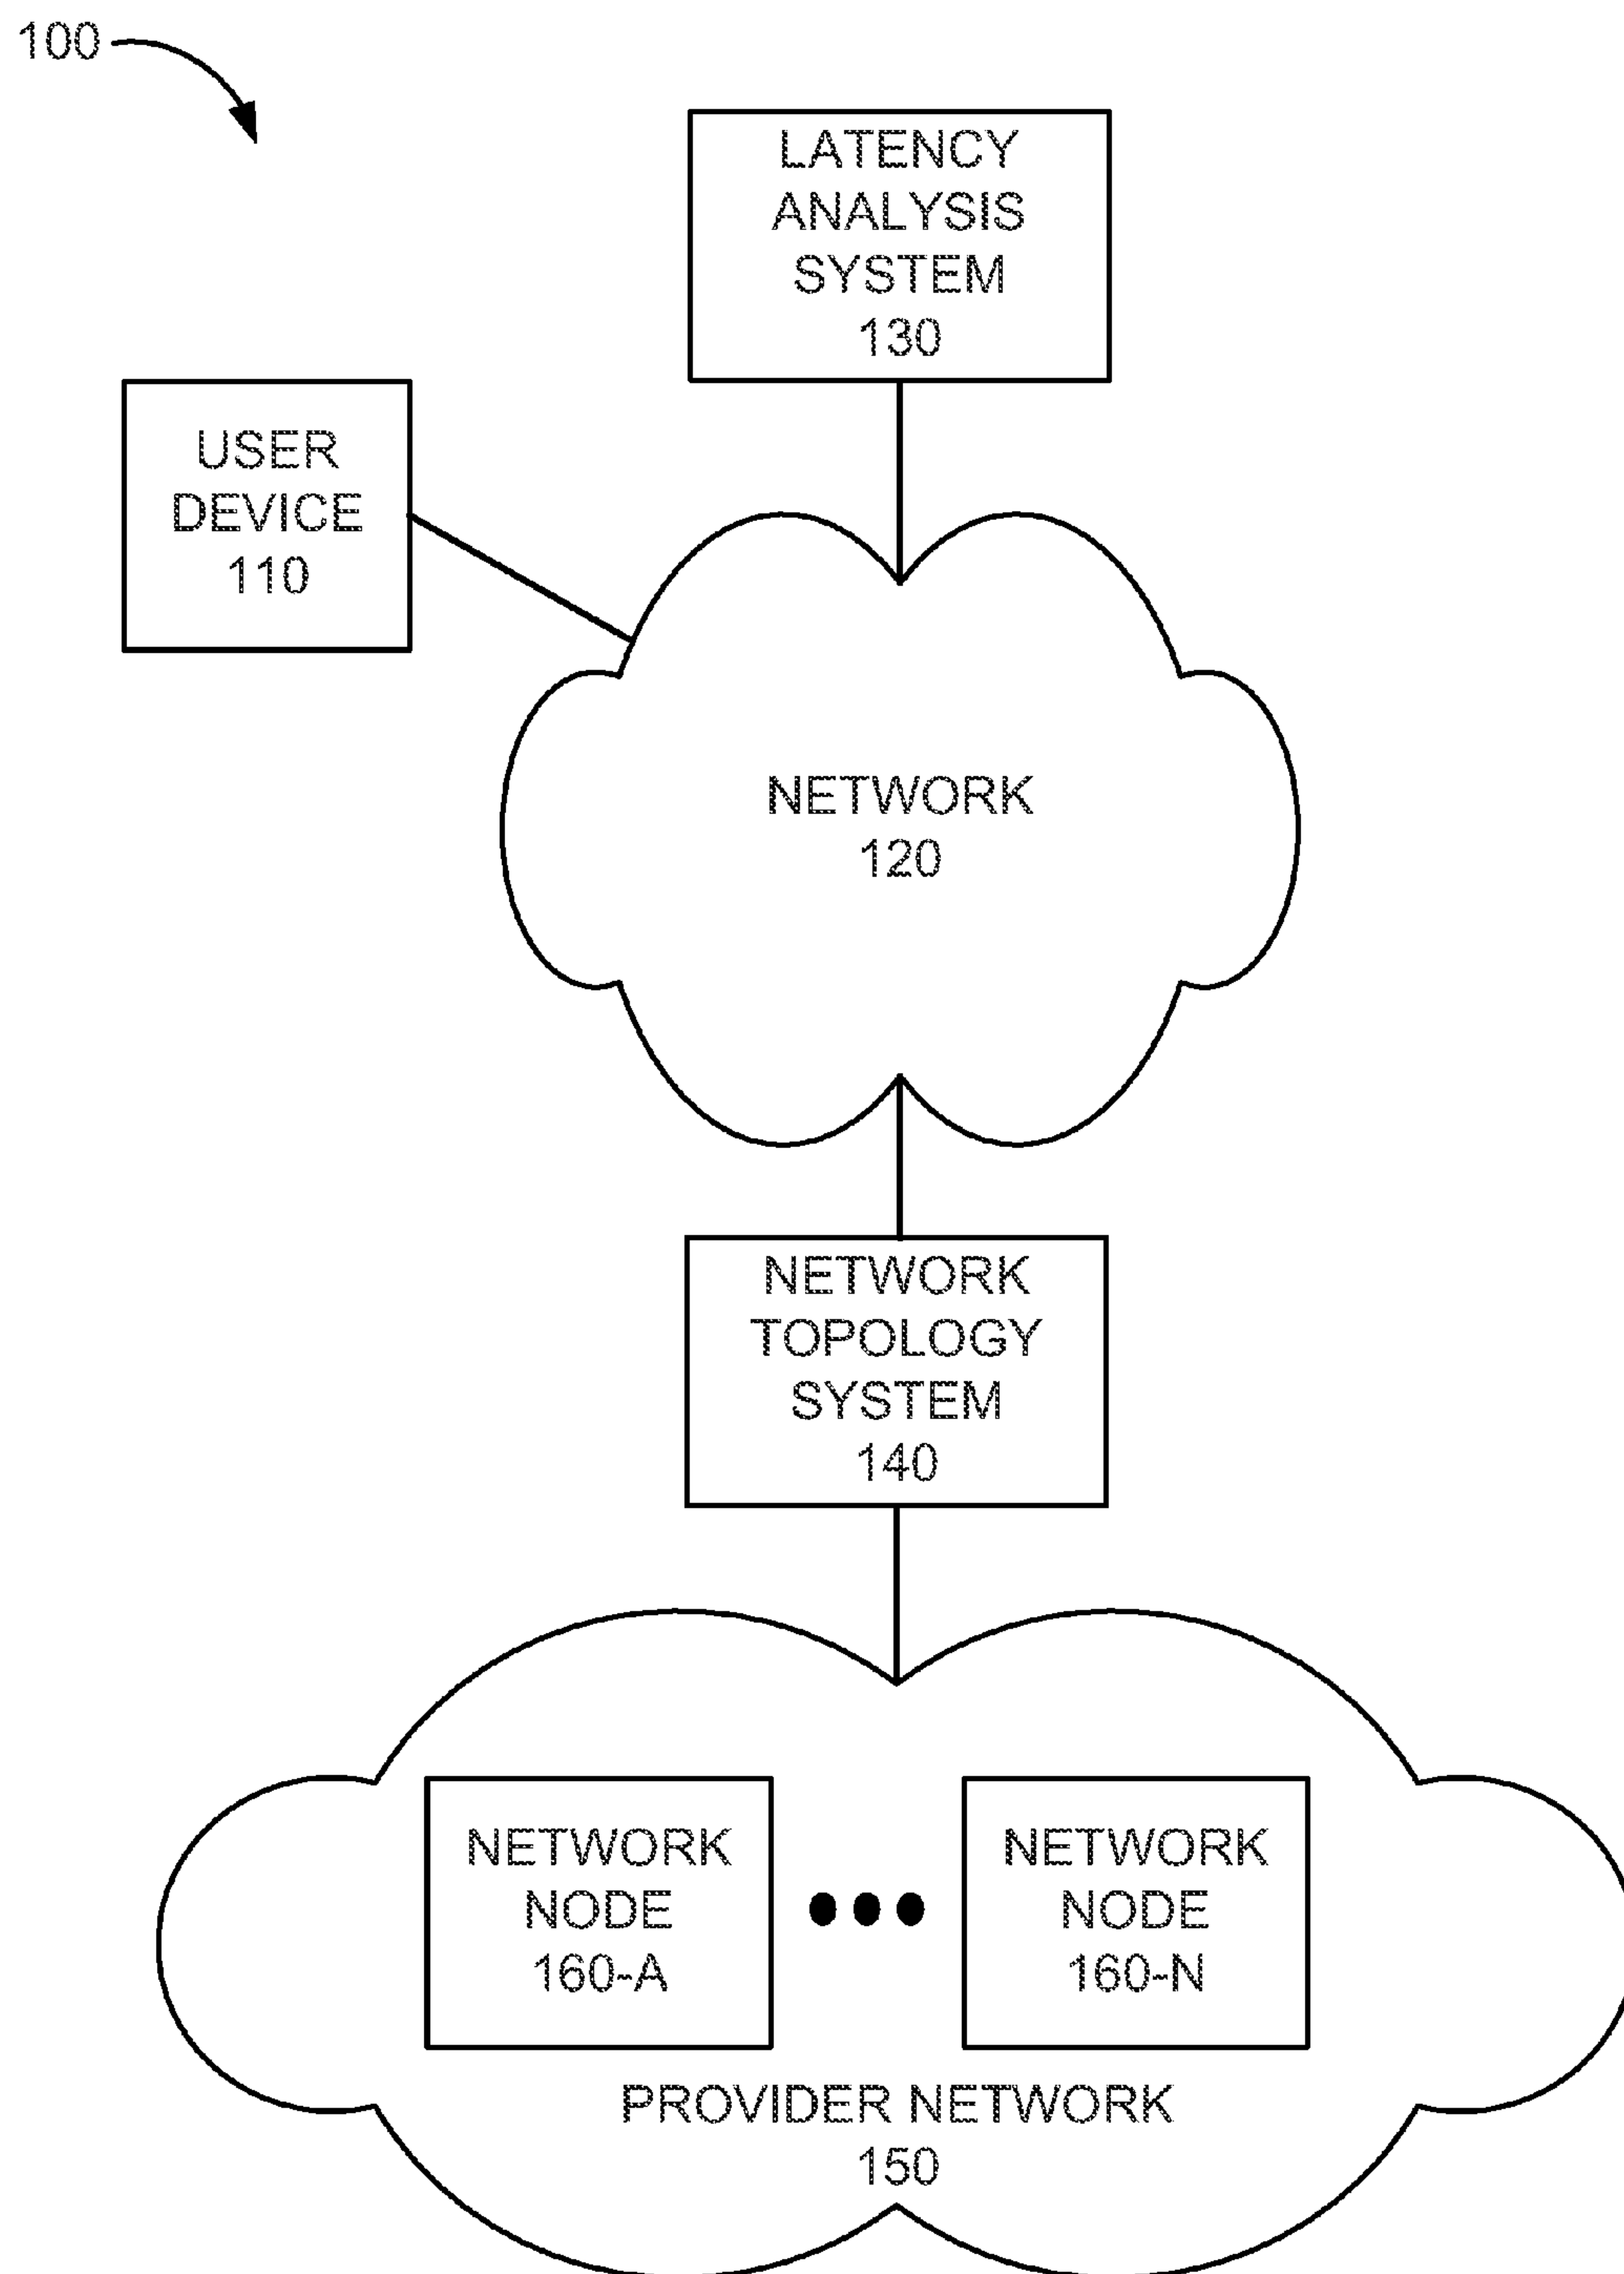 100
LATENCY
ANALYSIS
SYSTEM
130
USER
DEVICE
110
NETWORK
120
NETWORK
TOPOLOGY
SYSTEM
140
NETWORK
NODE
160-A
NETWORK
NODE
160-N
PROVIDER NETWORK
150